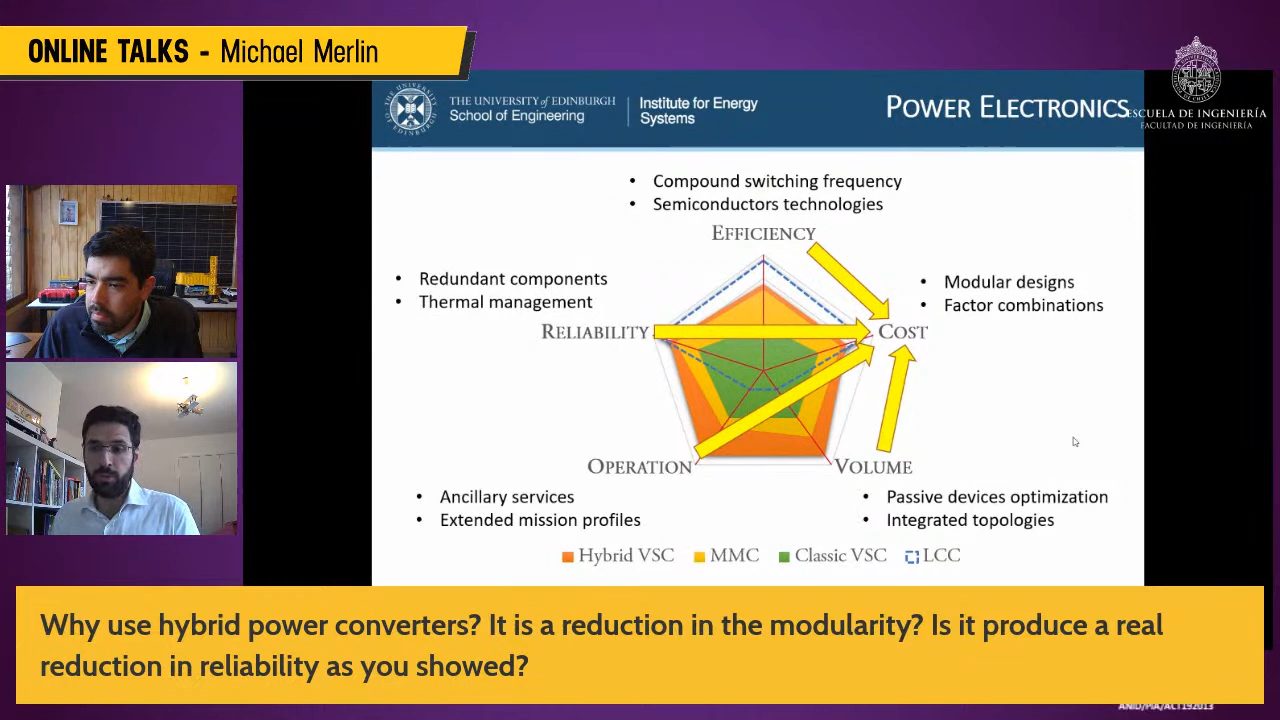 ONLINE TALKS - Michael Merlin
THE UNIVERSITY of EDINBURGH
School of Engineering
Institute for Energy
Systems
POWER ELECTRONICS
ESCUELA DE INGENIERÍA
FACULTAD DE INGENIERÍA
• Compound switching frequency
• Semiconductors technologies
EFFICIENCY
• Redundant components
• Thermal management
• Modular designs
• Factor combinations
RELIABILITY
COST
OPERATION
VOLUME
• Ancillary services
• Extended mission profiles
• Passive devices optimization
• Integrated topologies
Hybrid VSC
MMC
Classic VSC
LCC
Why use hybrid power converters? It is a reduction in the modularity? Is it produce a real
reduction in reliability as you showed?
ANID/PIA/ACT192013